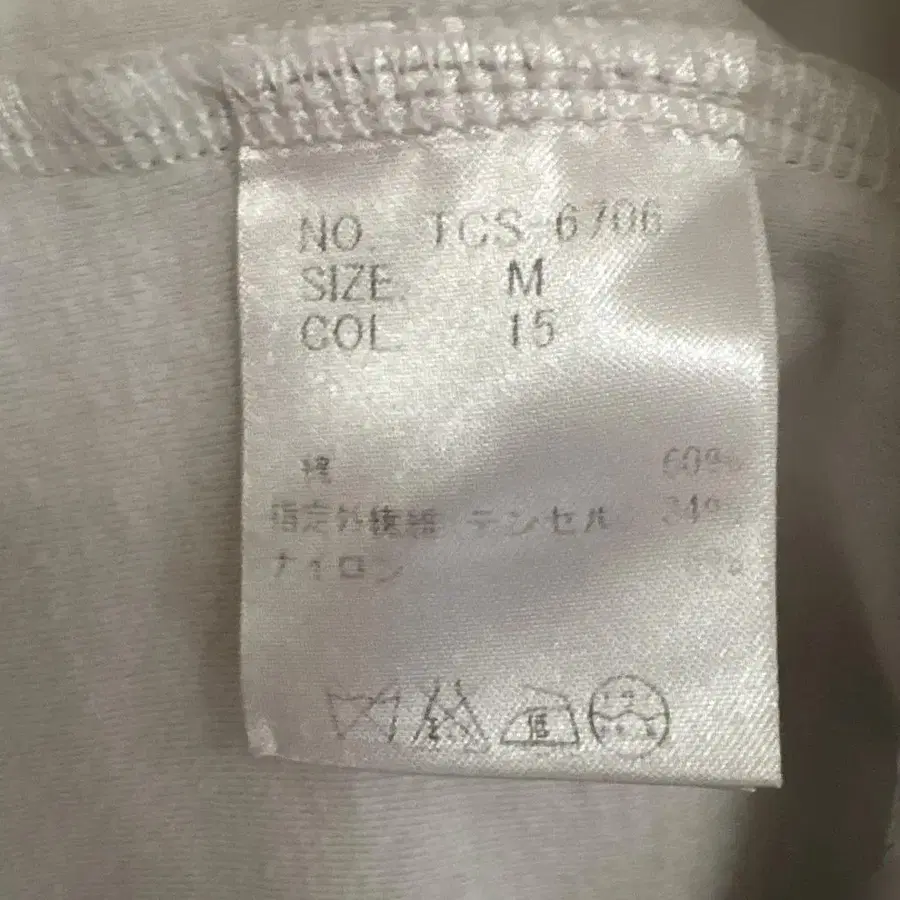 NO. TCS-6706
SIZE. M
COL. 15
綿 60%
指定外繊維 テンセル 34%
ナイロン
低